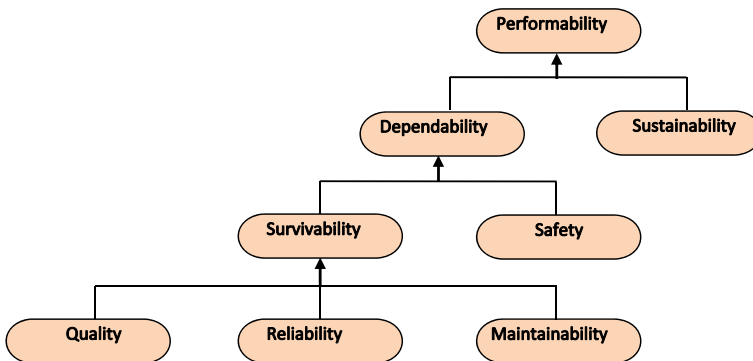 Performability
Dependability
Sustainability
Survivability
Safety
Quality
Reliability
Maintainability